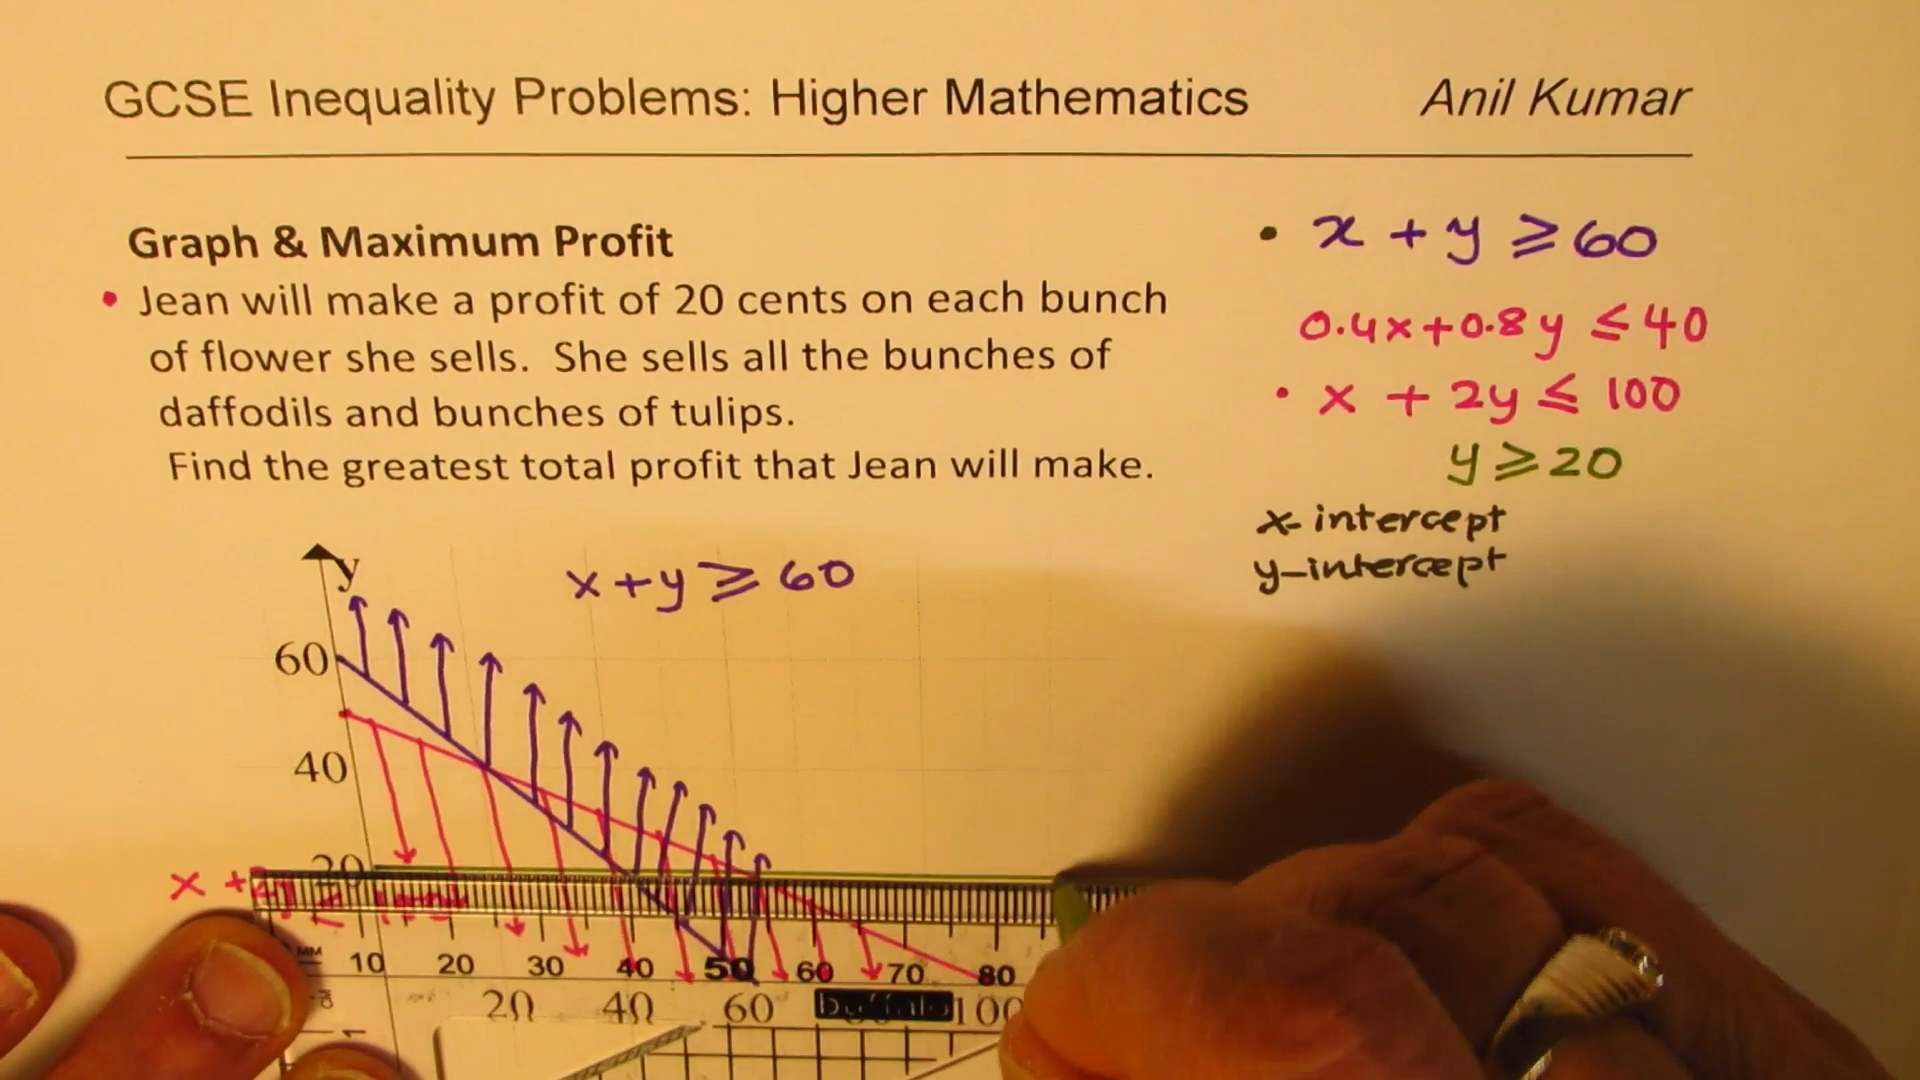 GCSE Inequality Problems: Higher Mathematics Anil Kumar
Graph & Maximum Profit
• Jean will make a profit of 20 cents on each bunch
of flower she sells. She sells all the bunches of
daffodils and bunches of tulips.
Find the greatest total profit that Jean will make.
• x + y ≥ 60
0.4x+0.8y ≤ 40
• x + 2y ≤ 100
y ≥ 20
x- intercept
y-intercept
y
x+y ≥ 60
60
40
20
x +
MM 10 20 30 40 50 60 70 80
20 40 60 100